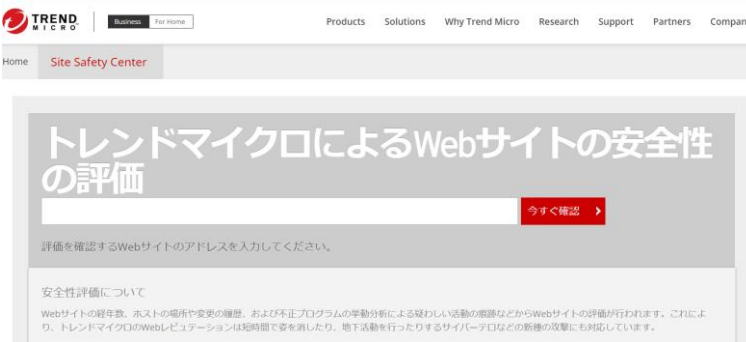 TREND MICRO
Business For Home
Products Solutions Why Trend Micro Research Support Partners Compan
Home Site Safety Center
トレンドマイクロによるWebサイトの安全性
の評価
今すぐ確認
評価を確認するWebサイトのアドレスを入力してください。
安全性評価について
Webサイトの経年数、ホストの場所や変更の履歴、および不正プログラムの挙動分析による疑わしい活動の痕跡などからWebサイトの評価が行われます。これによ
り、トレンドマイクロのWebレピュテーションは短時間で姿を消したり、地下活動を行ったりするサイバーテロなどの新種の攻撃にも対応しています。